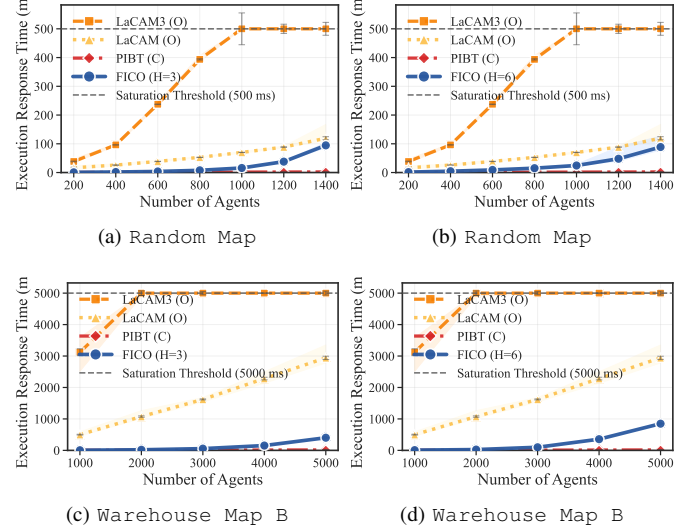 Execution Response Time (m
500
400
300
200
100
0
LaCAM3 (O)
LaCAM (O)
PIBT (C)
FICO (H=3)
Saturation Threshold (500 ms)
200 400 600 800 1000 1200 1400
Number of Agents
(a) Random Map
Execution Response Time (m
500
400
300
200
100
0
LaCAM3 (O)
LaCAM (O)
PIBT (C)
FICO (H=6)
Saturation Threshold (500 ms)
200 400 600 800 1000 1200 1400
Number of Agents
(b) Random Map
Execution Response Time (m
5000
4000
3000
2000
1000
0
LaCAM3 (O)
LaCAM (O)
PIBT (C)
FICO (H=3)
Saturation Threshold (5000 ms)
1000 2000 3000 4000 5000
Number of Agents
(c) Warehouse Map B
Execution Response Time (m
5000
4000
3000
2000
1000
0
LaCAM3 (O)
LaCAM (O)
PIBT (C)
FICO (H=6)
Saturation Threshold (5000 ms)
1000 2000 3000 4000 5000
Number of Agents
(d) Warehouse Map B